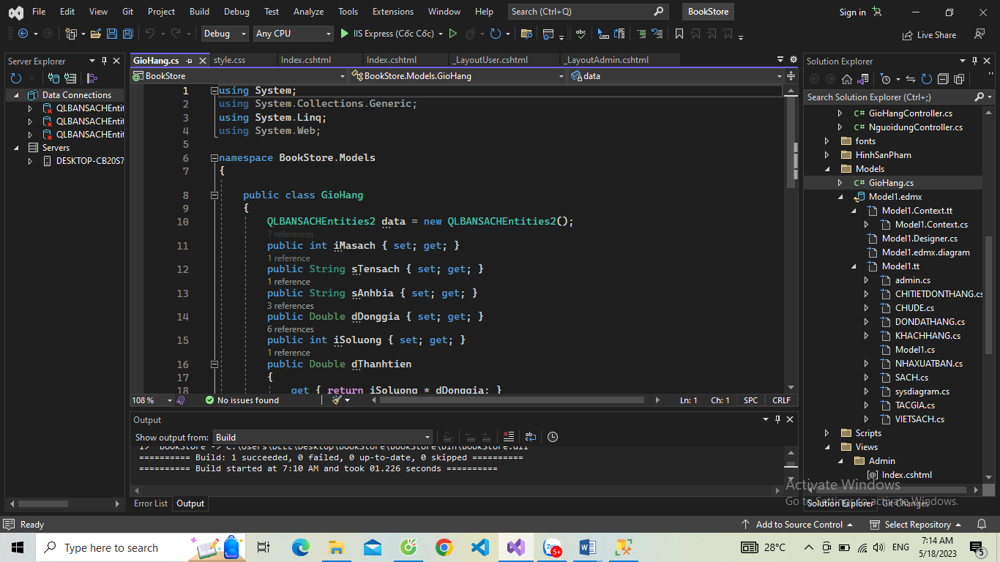 File Edit View Git Project Build Debug Test Analyze Tools Extensions Window Help Search (Ctrl+Q) BookStore Sign in
Debug Any CPU IIS Express (Cốc Cốc) Live Share
Server Explorer
Data Connections
QLBANSACHEntit
QLBANSACHEntit
QLBANSACHEntit
Servers
DESKTOP-CB20S7
GioHang.cs style.css Index.cshtml Index.cshtml _LayoutUser.cshtml _LayoutAdmin.cshtml
BookStore BookStore.Models.GioHang data
1 using System;
2 using System.Collections.Generic;
3 using System.Linq;
4 using System.Web;
5
6 namespace BookStore.Models
7 {
8 public class GioHang
9 {
10 QLBANSACHEntities2 data = new QLBANSACHEntities2();
7 references
11 public int iMasach { set; get; }
1 reference
12 public String sTensach { set; get; }
1 reference
13 public String sAnhbia { set; get; }
3 references
14 public Double dDonggia { set; get; }
6 references
15 public int iSoluong { set; get; }
1 reference
16 public Double dThanhtien
17 {
18 get { return iSoluong * dDonggia; }
108 % No issues found Ln: 1 Ch: 1 SPC CRLF
Output
Show output from: Build
1> BookStore -> C:\Users\DELL\Desktop\BookStore\BookStore\bin\BookStore.dll
========== Build: 1 succeeded, 0 failed, 0 up-to-date, 0 skipped ==========
========== Build started at 7:10 AM and took 01.226 seconds ==========
Error List Output
Solution Explorer
Search Solution Explorer (Ctrl+;)
C# GioHangController.cs
C# NguoidungController.cs
fonts
HinhSanPham
Models
C# GioHang.cs
Model1.edmx
Model1.Context.tt
Model1.Context.cs
Model1.Designer.cs
Model1.edmx.diagram
Model1.tt
admin.cs
CHITIETDONTHANG.cs
CHUDE.cs
DONDATHANG.cs
KHACHHANG.cs
Model1.cs
NHAXUATBAN.cs
SACH.cs
sysdiagram.cs
TACGIA.cs
VIETSACH.cs
Scripts
Views
Admin
[@] Index.cshtml
Activate Windows
Go to Settings to activate Windows.
Solution Explorer Git Changes
Ready Add to Source Control Select Repository
Type here to search 5+ 28°C ENG 7:14 AM
5/18/2023 5